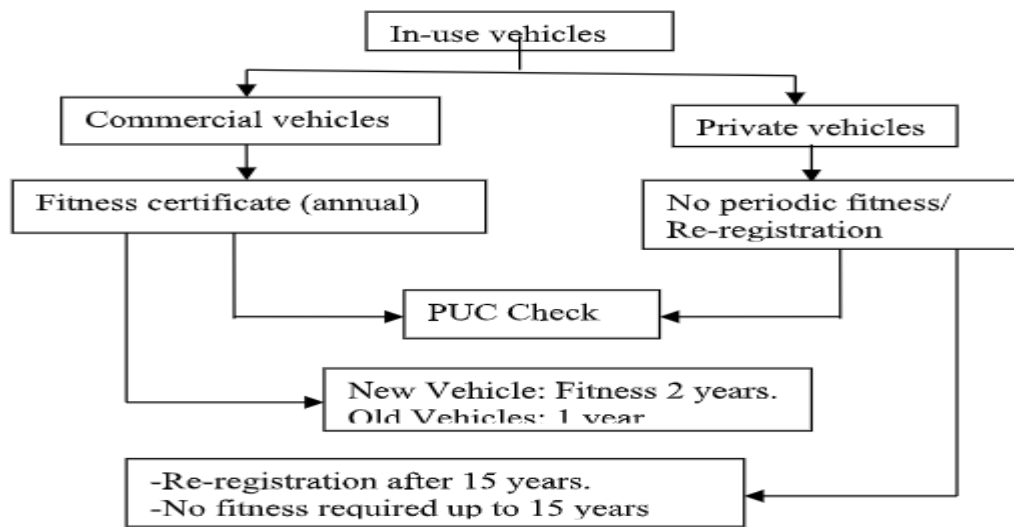 In-use vehicles
Commercial vehicles
Private vehicles
Fitness certificate (annual)
No periodic fitness/
Re-registration
PUC Check
New Vehicle: Fitness 2 years.
Old Vehicles: 1 year
-Re-registration after 15 years.
-No fitness required up to 15 years